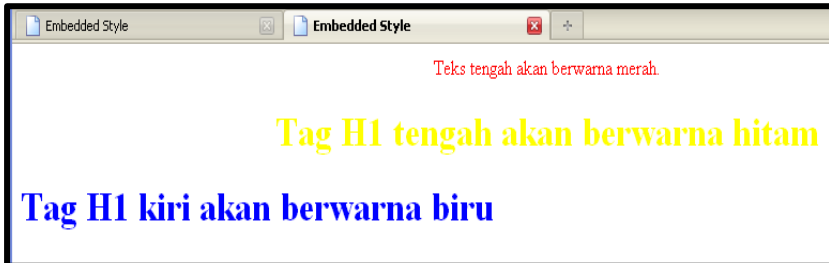 Embedded Style Embedded Style
Teks tengah akan berwarna merah.
Tag H1 tengah akan berwarna hitam
Tag H1 kiri akan berwarna biru